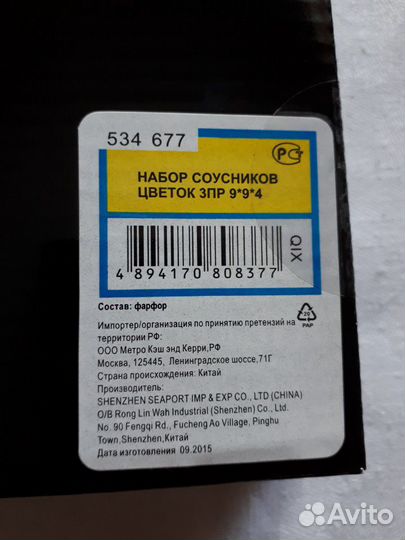 534 677
РСТ
НАБОР СОУСНИКОВ
ЦВЕТОК 3ПР 9*9*4
QIX
4 894170 808377
Состав: фарфор
Импортер/организация по принятию претензий на
территории РФ:
ООО Метро Кэш энд Керри,РФ
Москва, 125445, Ленинградское шоссе,71Г
Страна происхождения: Китай
Производитель:
SHENZHEN SEAPORT IMP & EXP CO., LTD (CHINA)
O/B Rong Lin Wah Industrial (Shenzhen) Co., Ltd.
No. 90 Fengqi Rd., Fucheng Ao Village, Pinghu
Town,Shenzhen,Китай
Дата изготовления 09.2015
20
PAP
Avito